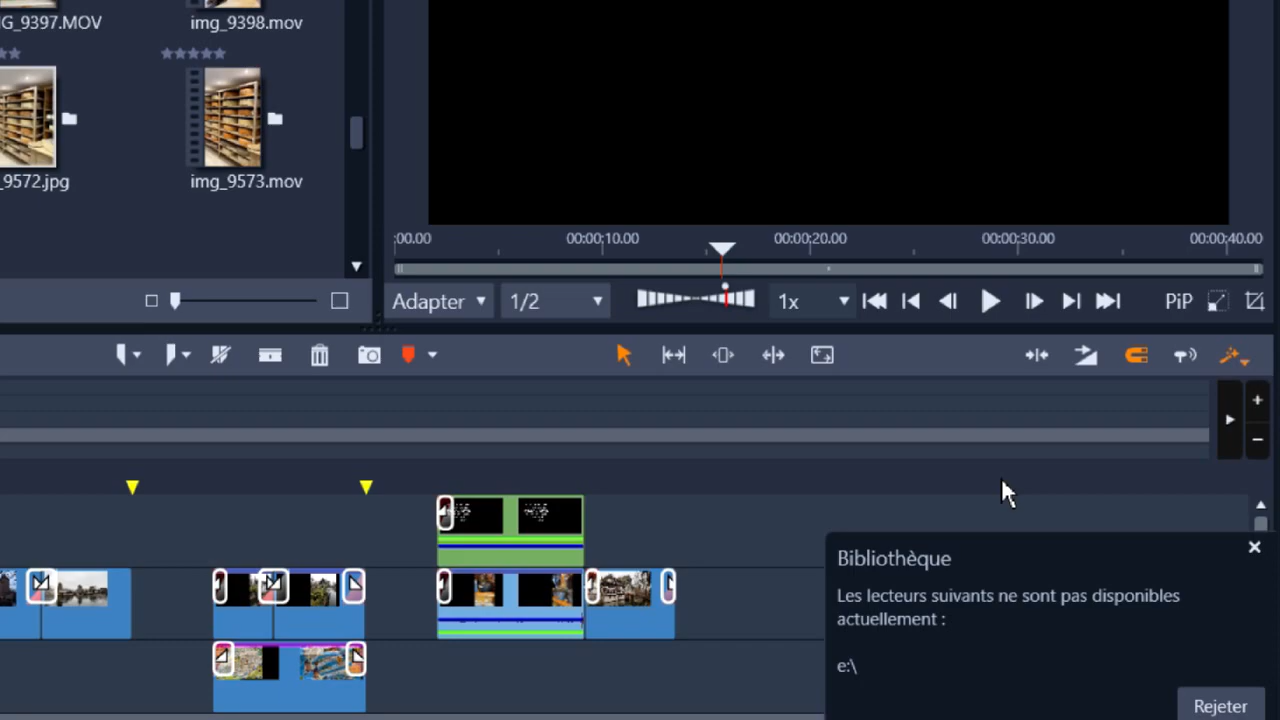 G_9397.MOV
img_9398.mov
_9572.jpg
img_9573.mov
:00.00
00:00:10.00
00:00:20.00
00:00:30.00
00:00:40.00
Adapter
1/2
1x
PiP
Bibliothèque
Les lecteurs suivants ne sont pas disponibles
actuellement :
e:\
Rejeter